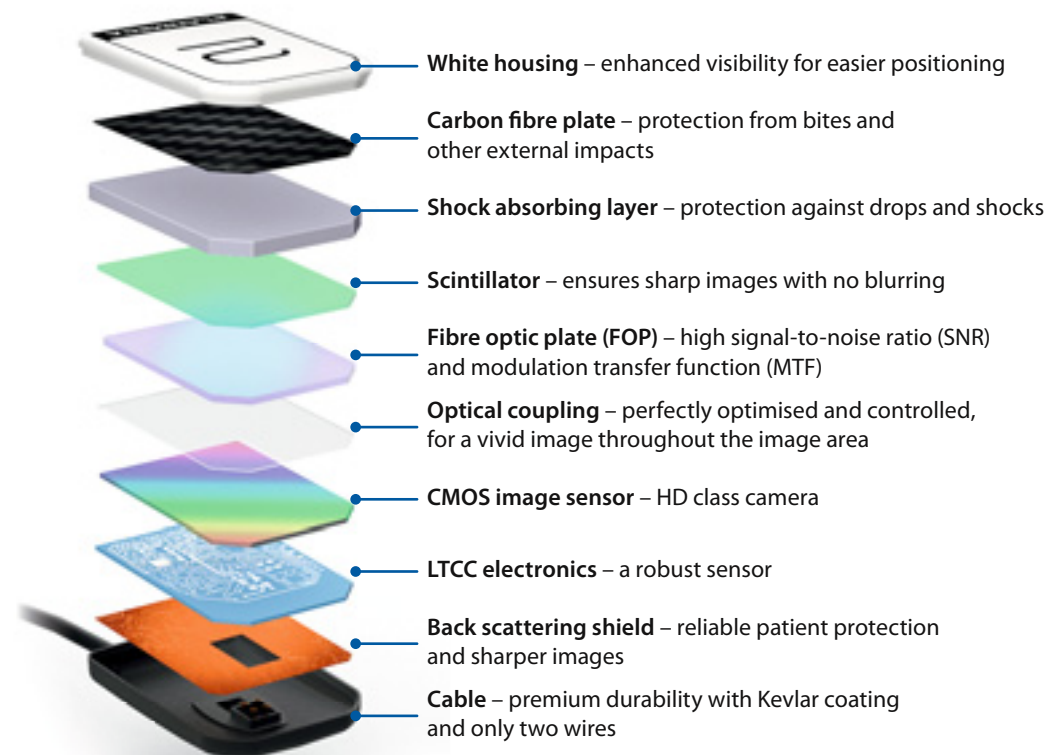 White housing – enhanced visibility for easier positioning
Carbon fibre plate – protection from bites and
other external impacts
Shock absorbing layer – protection against drops and shocks
Scintillator – ensures sharp images with no blurring
Fibre optic plate (FOP) – high signal-to-noise ratio (SNR)
and modulation transfer function (MTF)
Optical coupling – perfectly optimised and controlled,
for a vivid image throughout the image area
CMOS image sensor – HD class camera
LTCC electronics – a robust sensor
Back scattering shield – reliable patient protection
and sharper images
Cable – premium durability with Kevlar coating
and only two wires